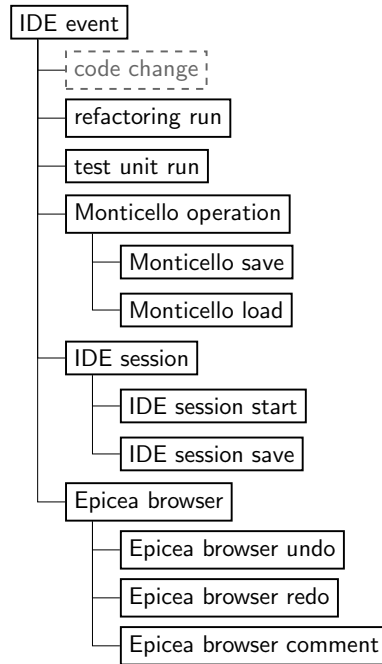 IDE event
code change
refactoring run
test unit run
Monticello operation
Monticello save
Monticello load
IDE session
IDE session start
IDE session save
Epicea browser
Epicea browser undo
Epicea browser redo
Epicea browser comment